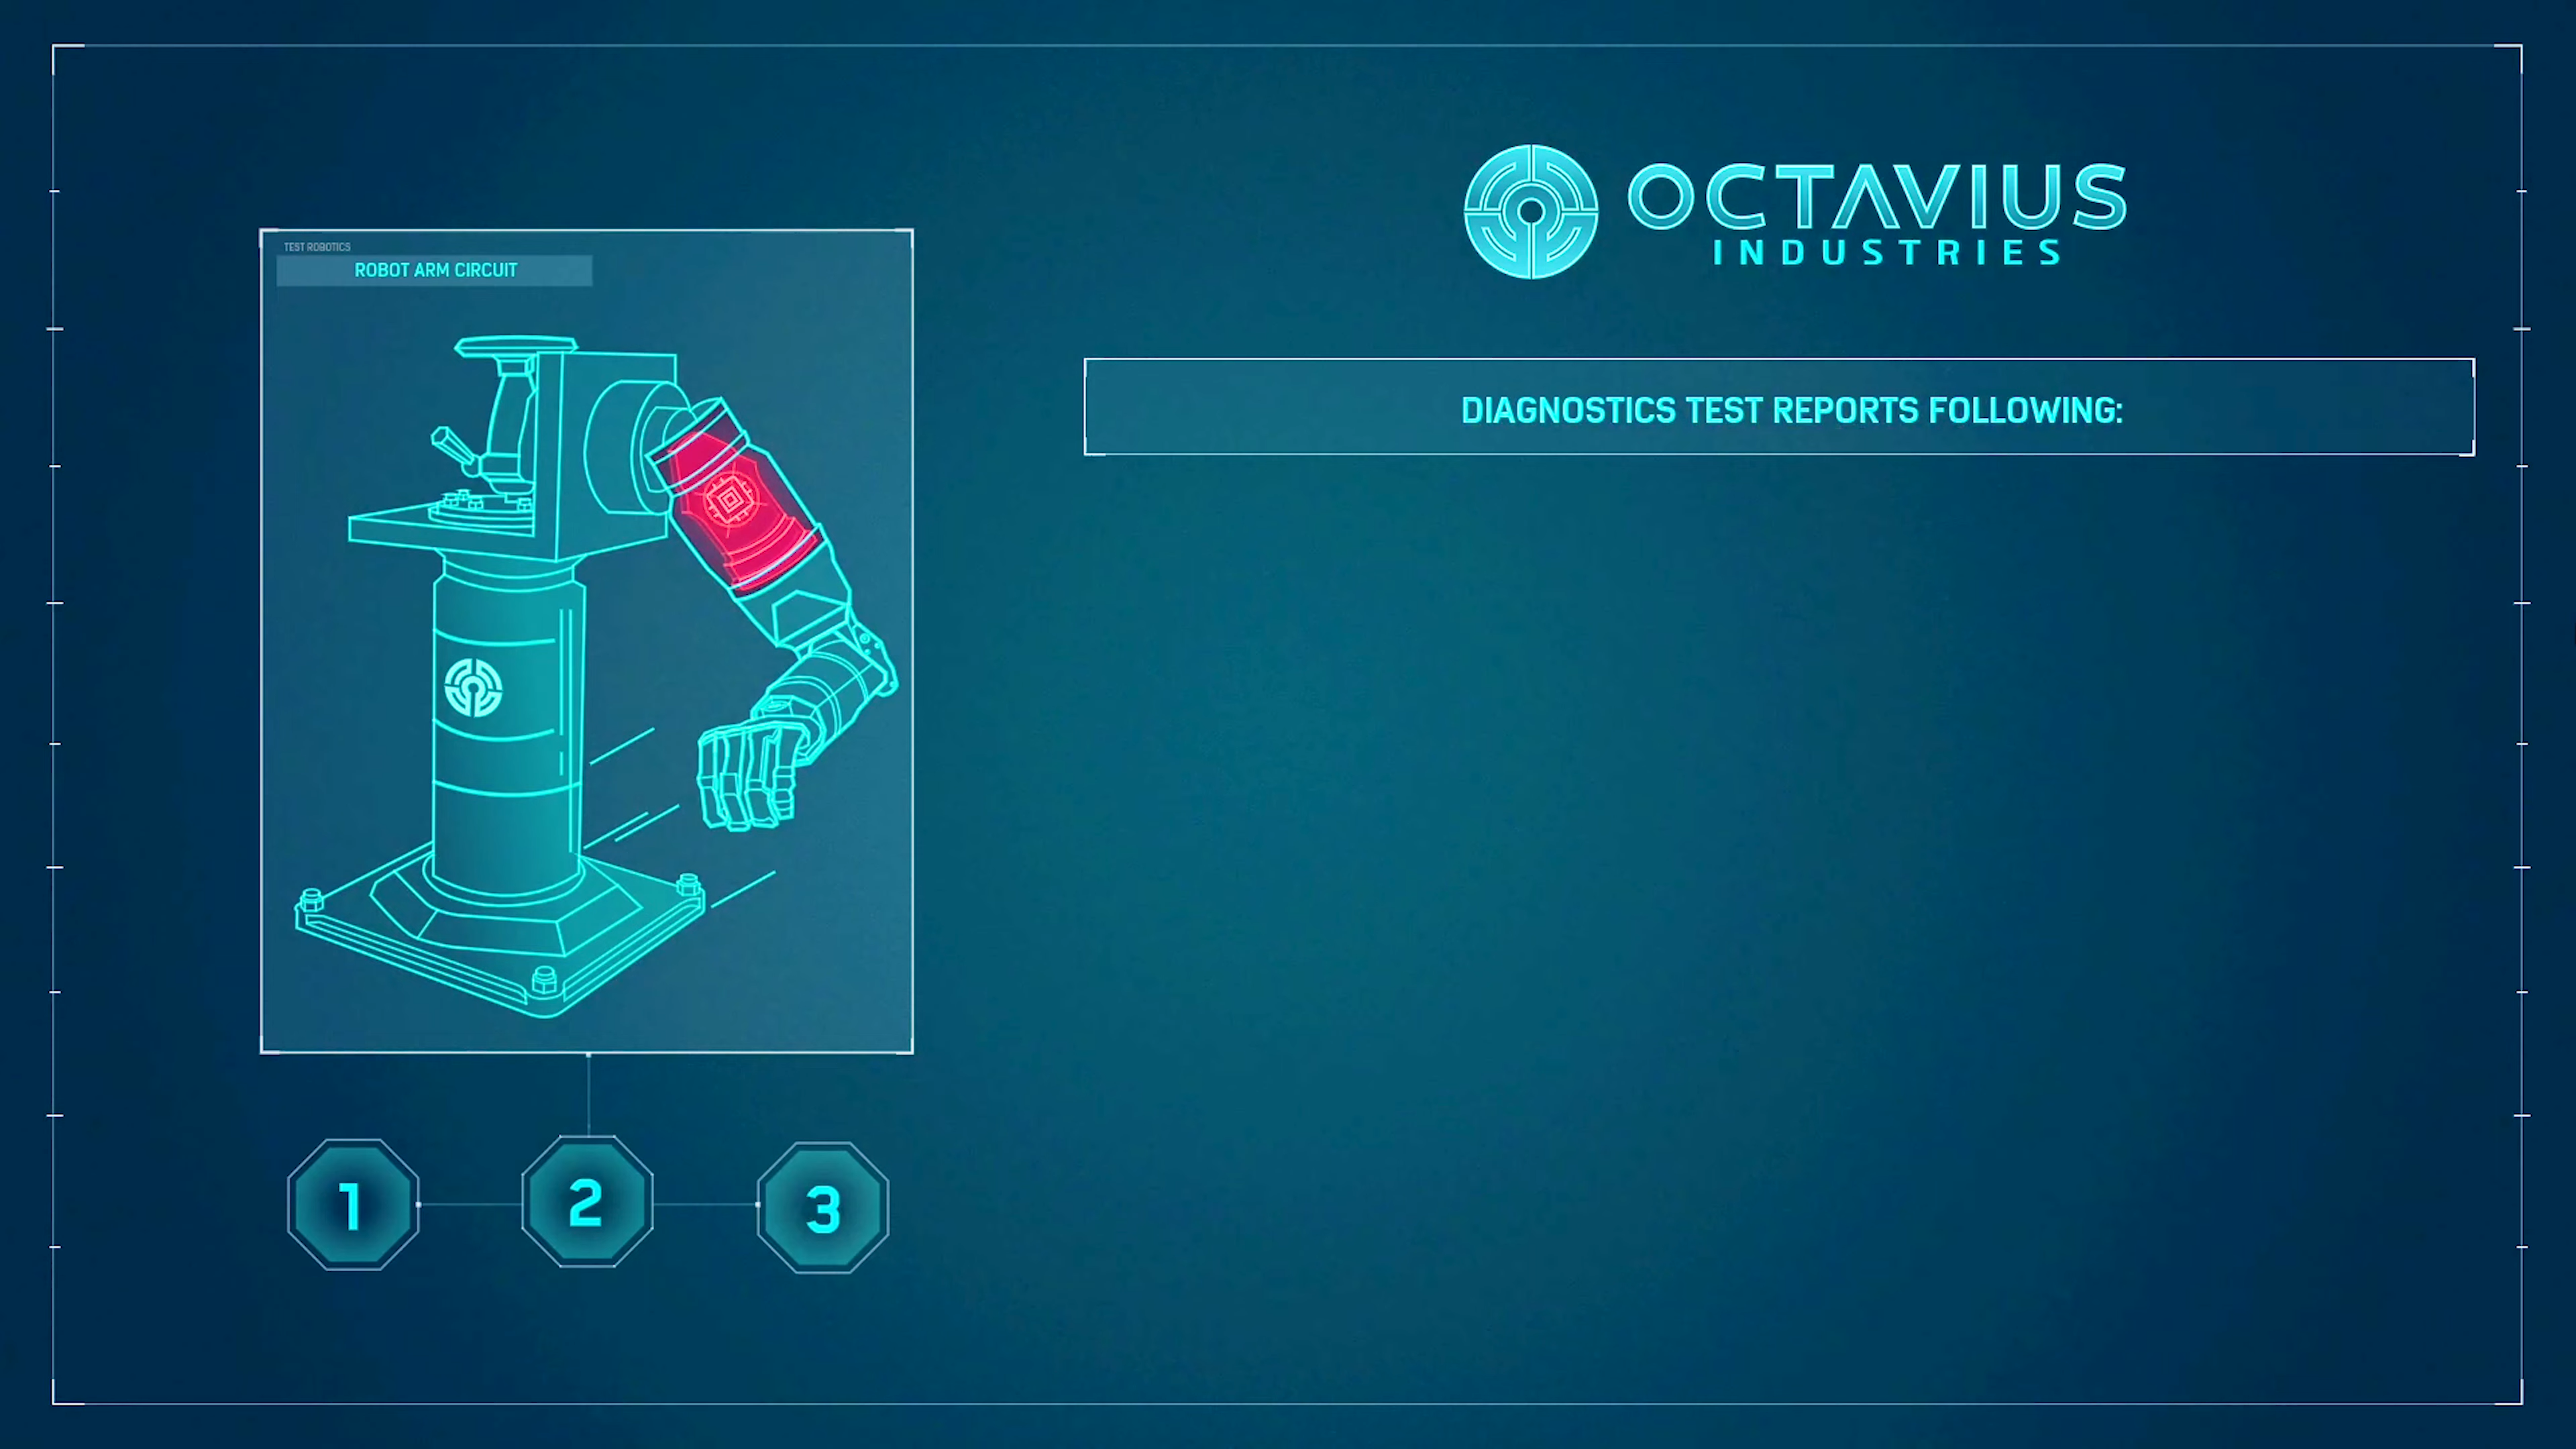 OCTAVIUS
INDUSTRIES
TEST ROBOTICS
ROBOT ARM CIRCUIT
DIAGNOSTICS TEST REPORTS FOLLOWING:
1
2
3